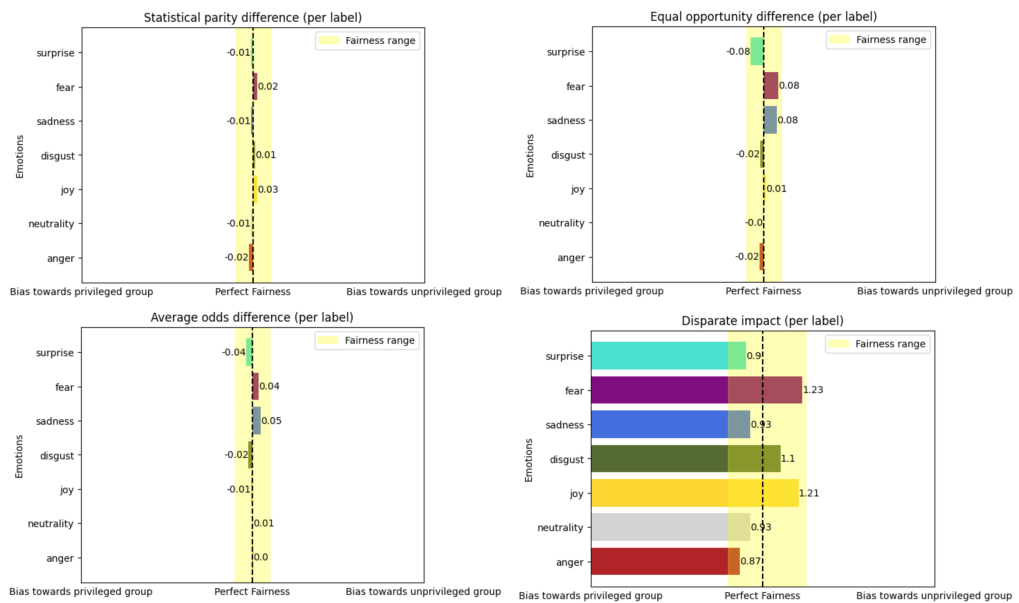 Statistical parity difference (per label)
Fairness range
Emotions
surprise -0.01
fear 0.02
sadness -0.01
disgust 0.01
joy 0.03
neutrality -0.01
anger -0.02
Bias towards privileged group Perfect Fairness Bias towards unprivileged group
Equal opportunity difference (per label)
Fairness range
Emotions
surprise -0.08
fear 0.08
sadness 0.08
disgust -0.02
joy 0.01
neutrality -0.0
anger -0.02
Bias towards privileged group Perfect Fairness Bias towards unprivileged group
Average odds difference (per label)
Fairness range
Emotions
surprise -0.04
fear 0.04
sadness 0.05
disgust -0.02
joy -0.01
neutrality 0.01
anger 0.0
Bias towards privileged group Perfect Fairness Bias towards unprivileged group
Disparate impact (per label)
Fairness range
Emotions
surprise 0.9
fear 1.23
sadness 0.93
disgust 1.1
joy 1.21
neutrality 0.93
anger 0.87
Bias towards privileged group Perfect Fairness Bias towards unprivileged group